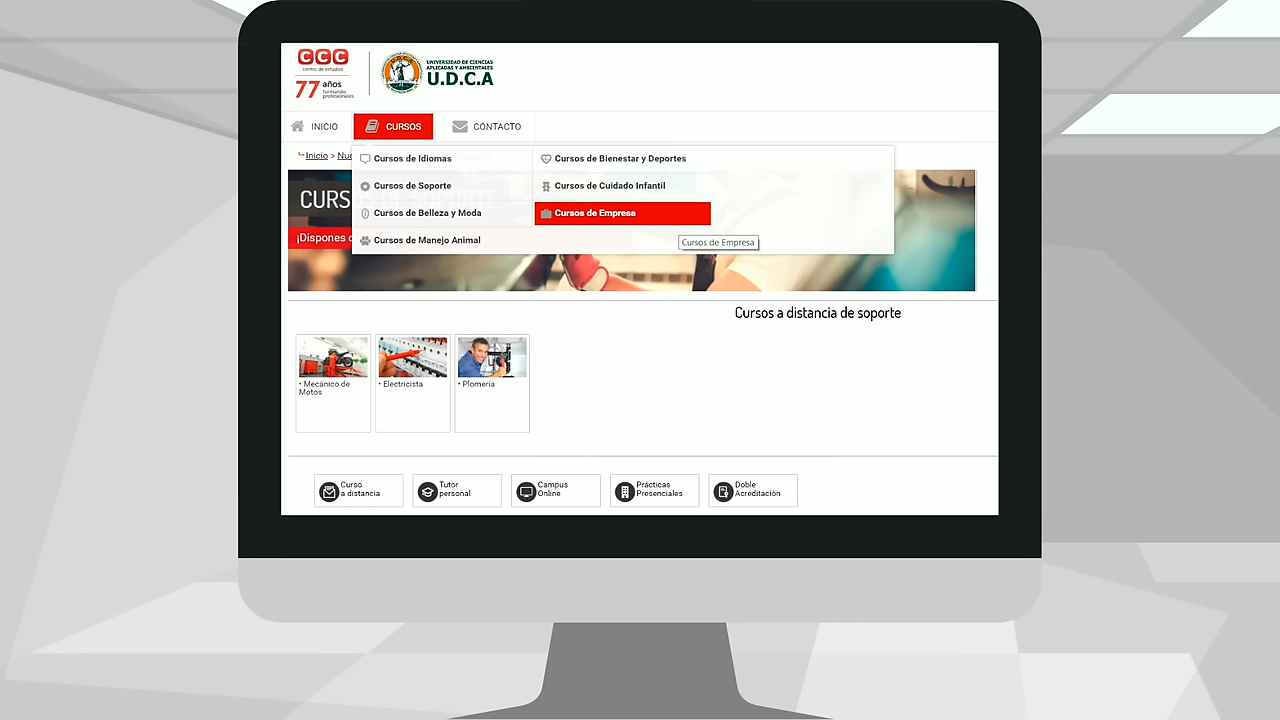 CCC
centro de estudios
77 años
formando
profesionales
UNIVERSIDAD DE CIENCIAS
APLICADAS Y AMBIENTALES
U.D.C.A
INICIO
CURSOS
CONTACTO
Inicio > Nue
Cursos de Idiomas
Cursos de Bienestar y Deportes
Cursos de Soporte
Cursos de Cuidado Infantil
Cursos de Belleza y Moda
Cursos de Empresa
Cursos de Manejo Animal
Cursos de Empresa
CURS
¡Dispones
Cursos a distancia de soporte
• Mecánico de
Motos
• Electricista
• Plomería
Curso
a distancia
Tutor
personal
Campus
Online
Prácticas
Presenciales
Doble
Acreditación